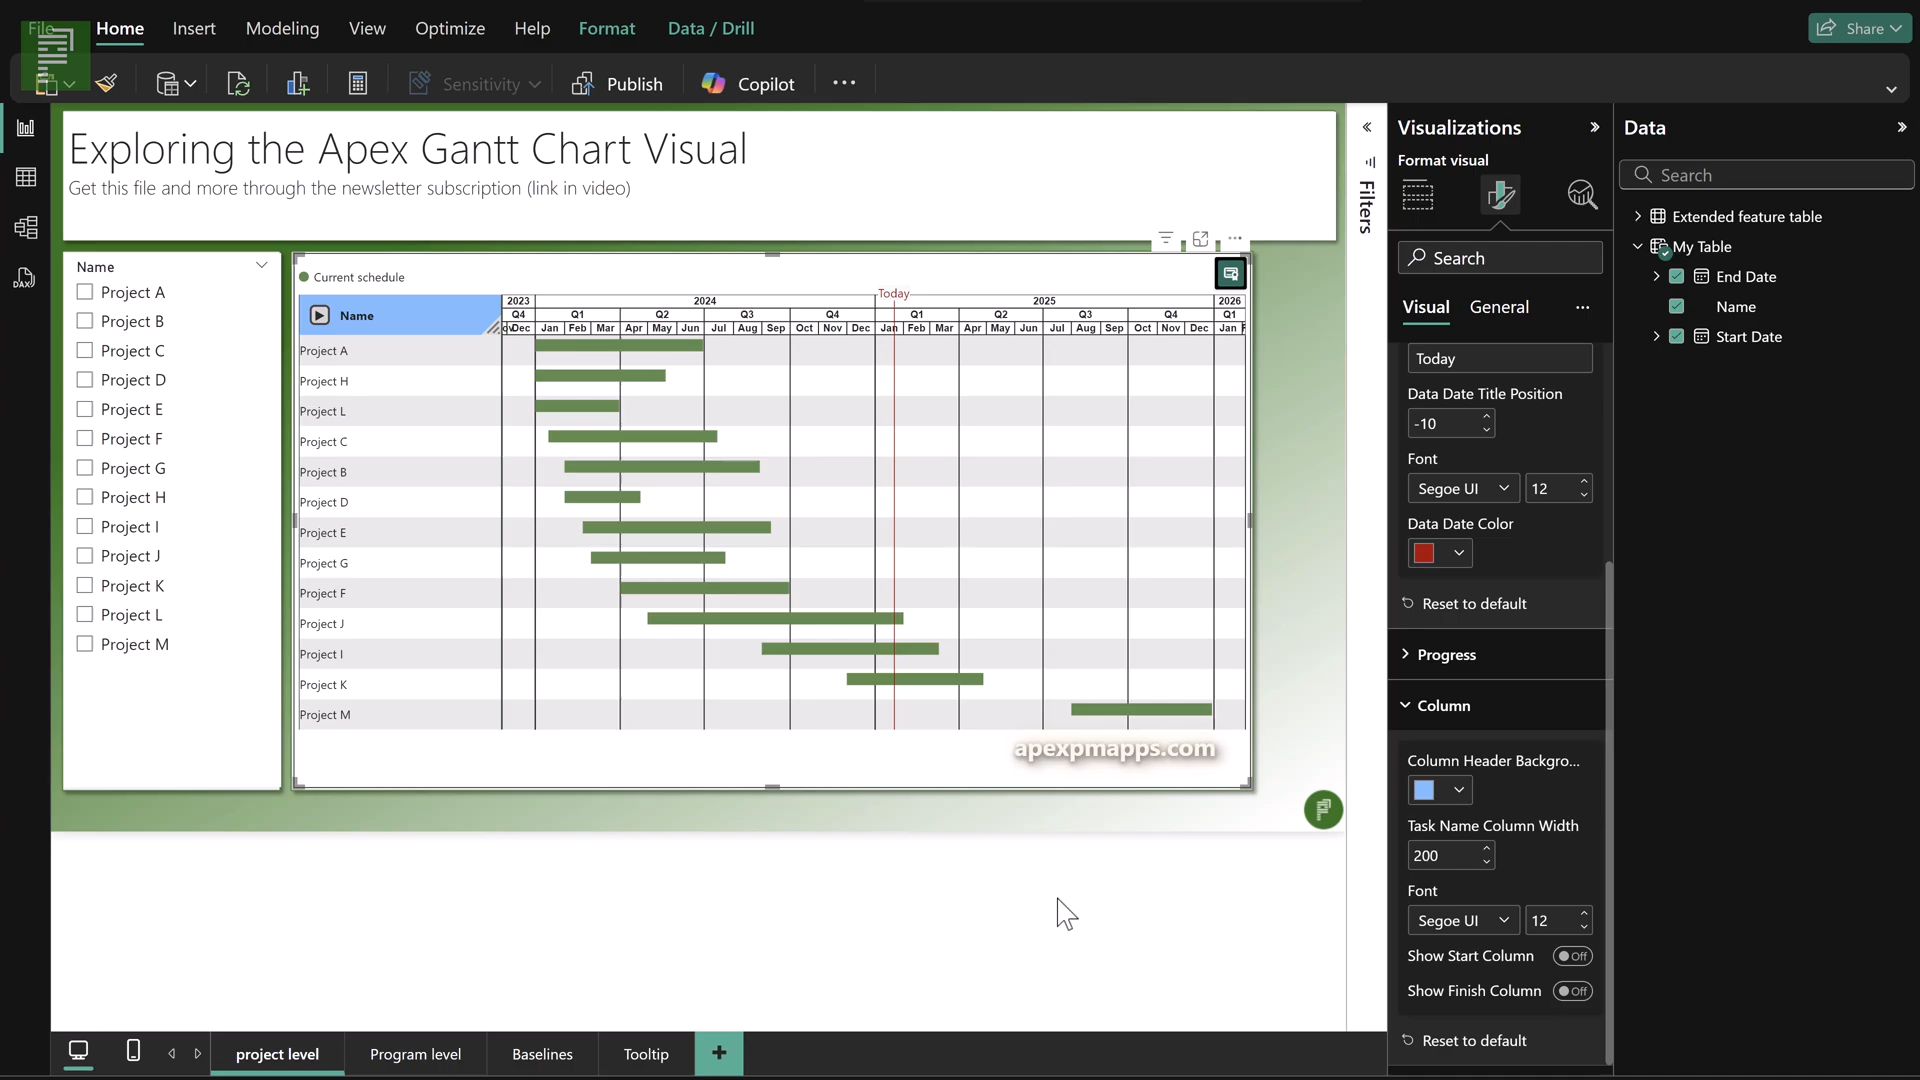 File
Home
Insert
Modeling
View
Optimize
Help
Format
Data / Drill
Share
Sensitivity
Publish
Copilot
Exploring the Apex Gantt Chart Visual
Get this file and more through the newsletter subscription (link in video)
Name
Project A
Project B
Project C
Project D
Project E
Project F
Project G
Project H
Project I
Project J
Project K
Project L
Project M
Current schedule
Today
Name
2023 2024 2025 2026
Q4 Q1 Q2 Q3 Q4 Q1 Q2 Q3 Q4 Q1
Dec Jan Feb Mar Apr May Jun Jul Aug Sep Oct Nov Dec Jan Feb Mar Apr May Jun Jul Aug Sep Oct Nov Dec Jan
Project A
Project H
Project L
Project C
Project B
Project D
Project E
Project G
Project F
Project J
Project I
Project K
Project M
apexpmapps.com
Filters
Visualizations
Format visual
Search
Visual General
Today
Data Date Title Position
-10
Font
Segoe UI 12
Data Date Color
Reset to default
Progress
Column
Column Header Backgro...
Task Name Column Width
200
Font
Segoe UI 12
Show Start Column Off
Show Finish Column Off
Reset to default
Data
Search
Extended feature table
My Table
End Date
Name
Start Date
DAX
project level
Program level
Baselines
Tooltip